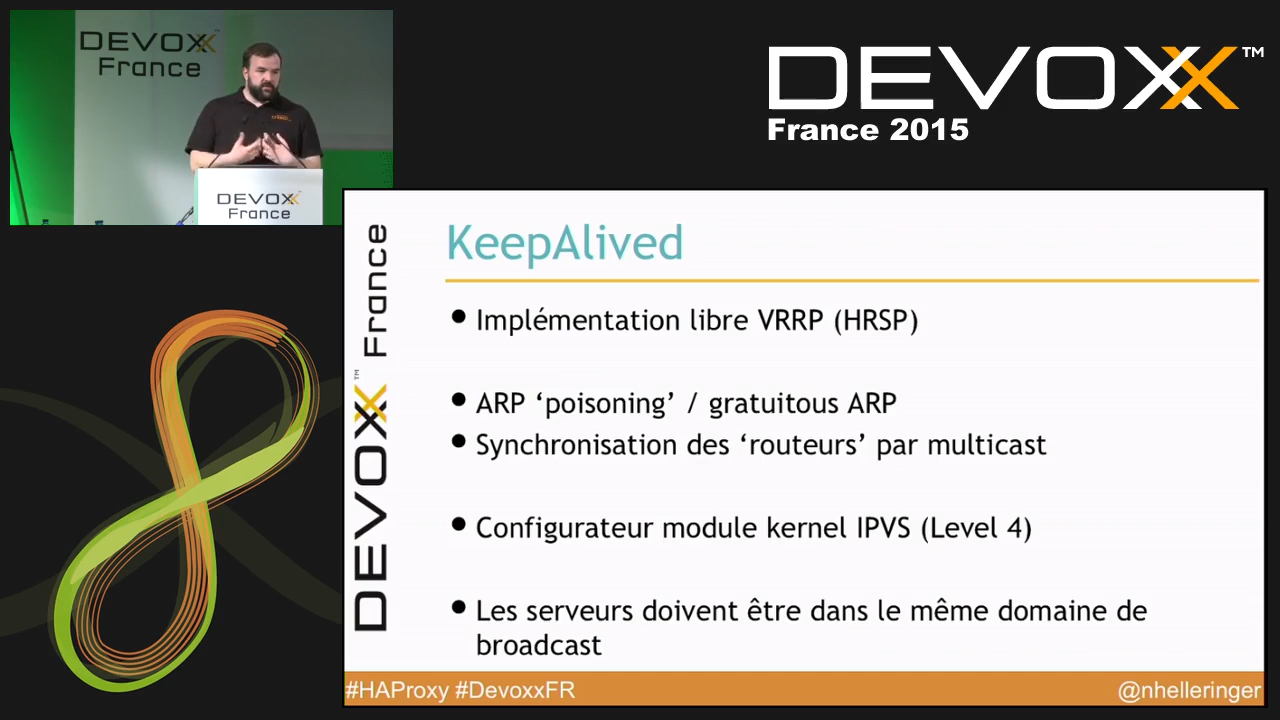 DEVOXX
France
DEVOXX
France
DEVOXX™
France 2015
DEVOXX™ France
KeepAlived
• Implémentation libre VRRP (HRSP)
• ARP ‘poisoning’ / gratuitous ARP
• Synchronisation des ‘routeurs’ par multicast
• Configurateur module kernel IPVS (Level 4)
• Les serveurs doivent être dans le même domaine de
broadcast
#HAProxy #DevoxxFR
@nhelleringer